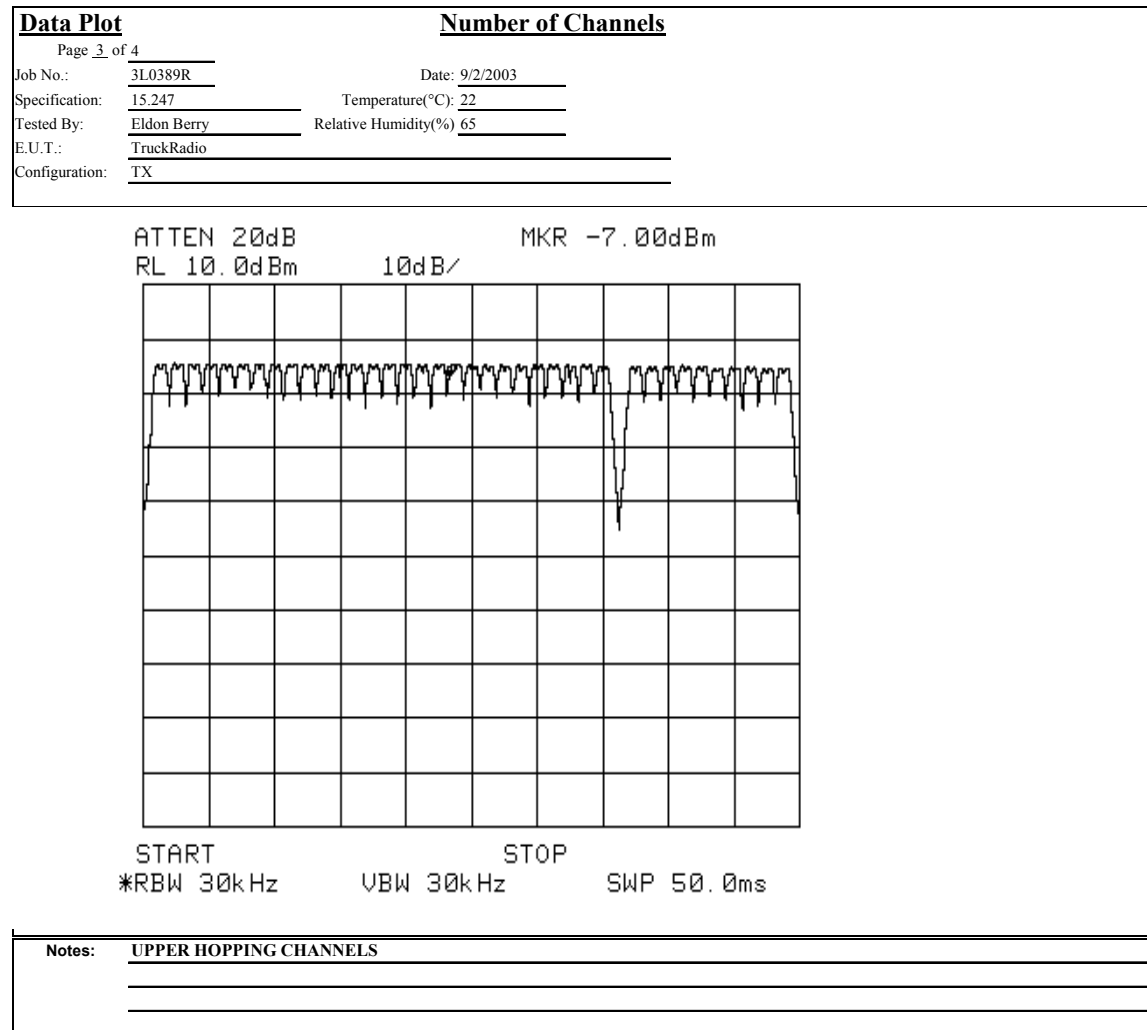 Data Plot Number of Channels
Page 3 of 4
Job No.: 3L0389R Date: 9/2/2003
Specification: 15.247 Temperature(°C): 22
Tested By: Eldon Berry Relative Humidity(%) 65
E.U.T.: TruckRadio
Configuration: TX
ATTEN 20dB MKR -7.00dBm
RL 10.0dBm 10dB/
START STOP
*RBW 30kHz VBW 30kHz SWP 50.0ms
Notes: UPPER HOPPING CHANNELS